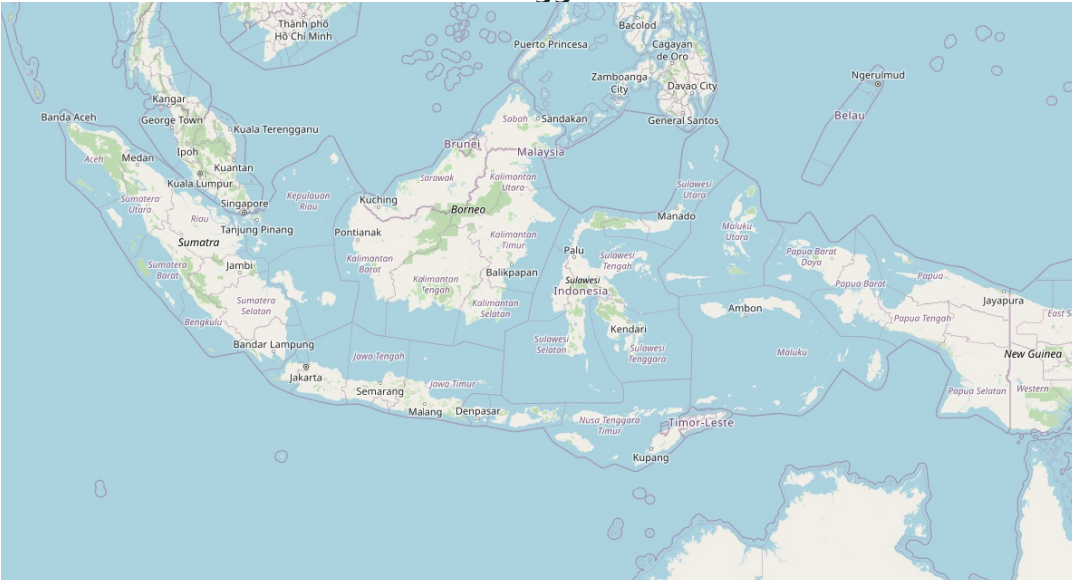 Thành phố
Hồ Chí Minh
Bacolod
Puerto Princesa
Cagayan
de Oro
Zamboanga
City
Davao City
Ngerulmud
Kangar
Banda Aceh
George Town
Kuala Terengganu
Sabah
Sandakan
General Santos
Belau
Ipoh
Brunei
Malaysia
Aceh
Medan
Kuantan
Kuala Lumpur
Sarawak
Kalimantan
Utara
Sulawesi
Utara
Sumatera
Utara
Singapore
Kepulauan
Riau
Kuching
Borneo
Riau
Manado
Tanjung Pinang
Pontianak
Maluku
Utara
Sumatra
Kalimantan
Timur
Palu
Papua Barat
Daya
Sumatera
Barat
Jambi
Kalimantan
Barat
Sulawesi
Tengah
Balikpapan
Papua
Kalimantan
Tengah
Sulawesi
Indonesia
Papua Barat
Sumatera
Selatan
Kalimantan
Selatan
Ambon
Jayapura
Bengkulu
Papua Tengah
East S
Kendari
Bandar Lampung
Sulawesi
Selatan
Sulawesi
Tenggara
Maluku
New Guinea
Jawa Tengah
Jakarta
Semarang
Jawa Timur
Papua Selatan
Western
Malang
Denpasar
Nusa Tenggara
Timur
Timor-Leste
Kupang